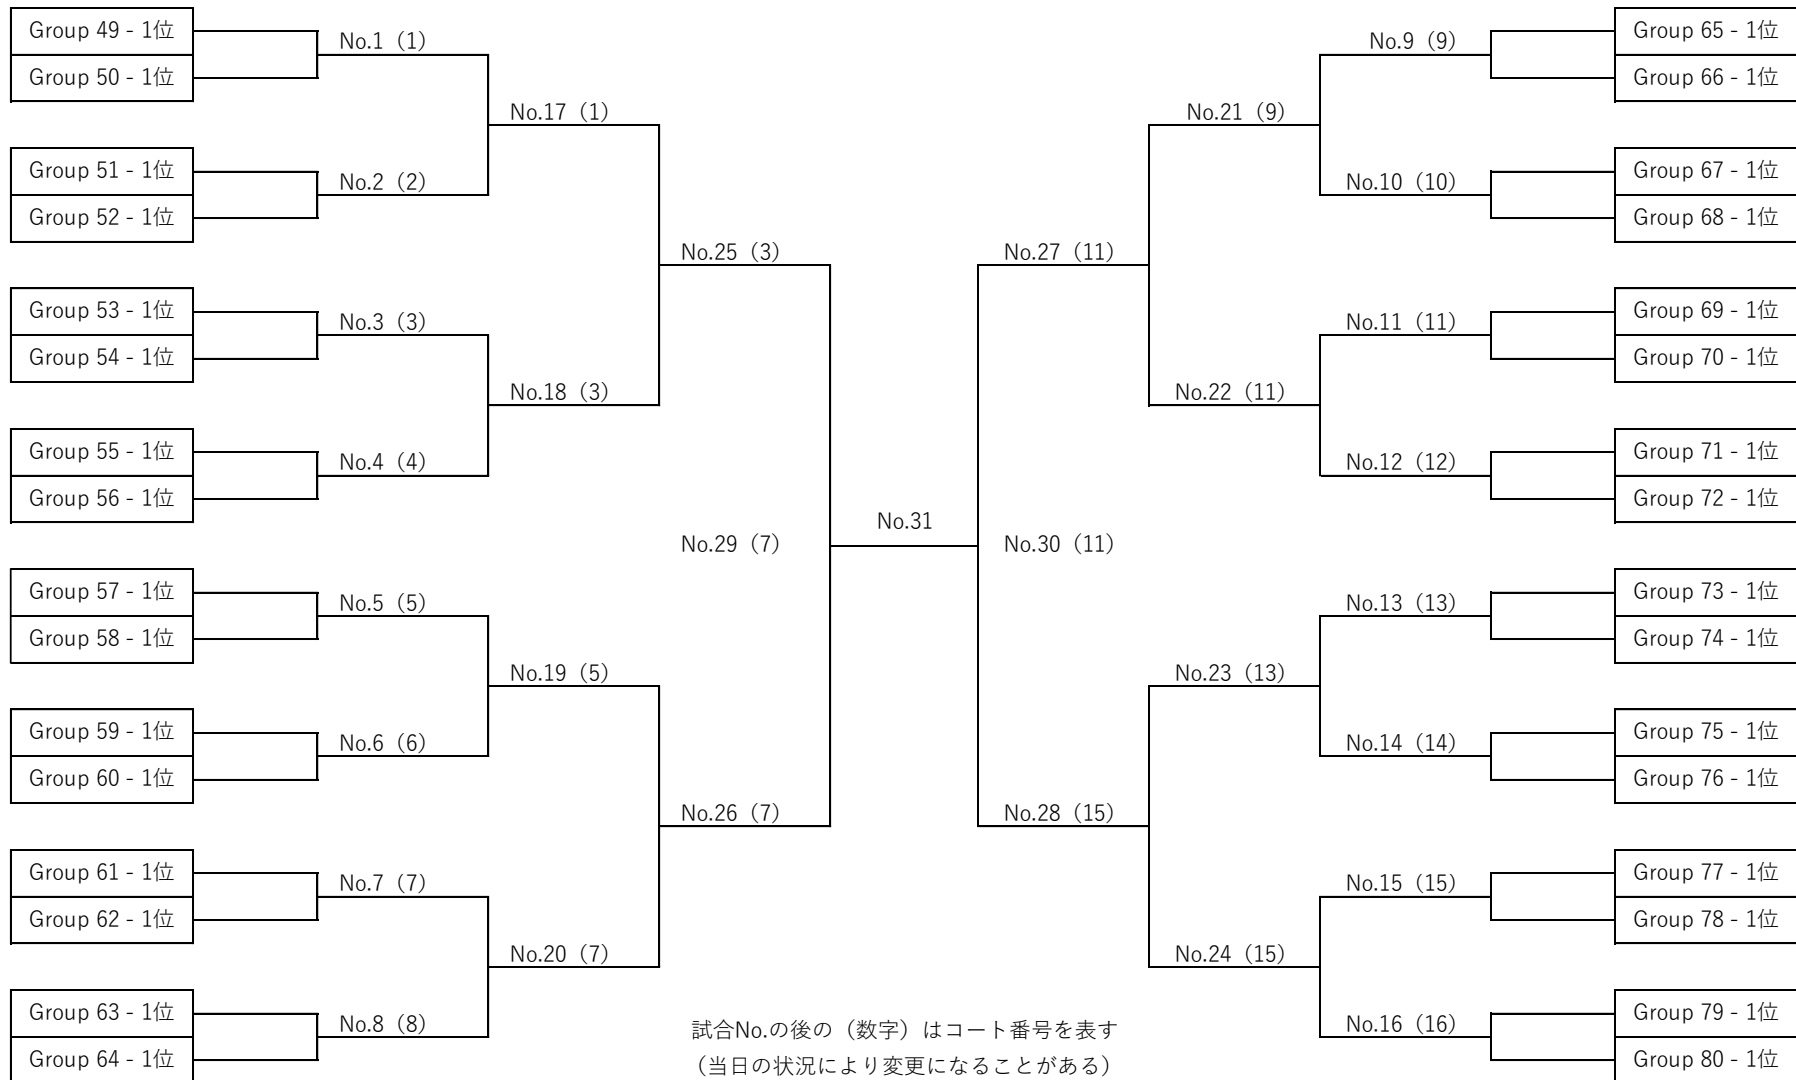 Group 49 - 1位
Group 50 - 1位
Group 51 - 1位
Group 52 - 1位
Group 53 - 1位
Group 54 - 1位
Group 55 - 1位
Group 56 - 1位
Group 57 - 1位
Group 58 - 1位
Group 59 - 1位
Group 60 - 1位
Group 61 - 1位
Group 62 - 1位
Group 63 - 1位
Group 64 - 1位
No.1（1）
No.2（2）
No.3（3）
No.4（4）
No.5（5）
No.6（6）
No.7（7）
No.8（8）
No.17（1）
No.18（3）
No.19（5）
No.20（7）
No.25（3）
No.29（7）
No.26（7）
No.31
No.27（11）
No.30（11）
No.28（15）
No.21（9）
No.22（11）
No.23（13）
No.24（15）
No.9（9）
No.10（10）
No.11（11）
No.12（12）
No.13（13）
No.14（14）
No.15（15）
No.16（16）
Group 65 - 1位
Group 66 - 1位
Group 67 - 1位
Group 68 - 1位
Group 69 - 1位
Group 70 - 1位
Group 71 - 1位
Group 72 - 1位
Group 73 - 1位
Group 74 - 1位
Group 75 - 1位
Group 76 - 1位
Group 77 - 1位
Group 78 - 1位
Group 79 - 1位
Group 80 - 1位
試合No.の後の（数字）はコート番号を表す
（当日の状況により変更になることがある）